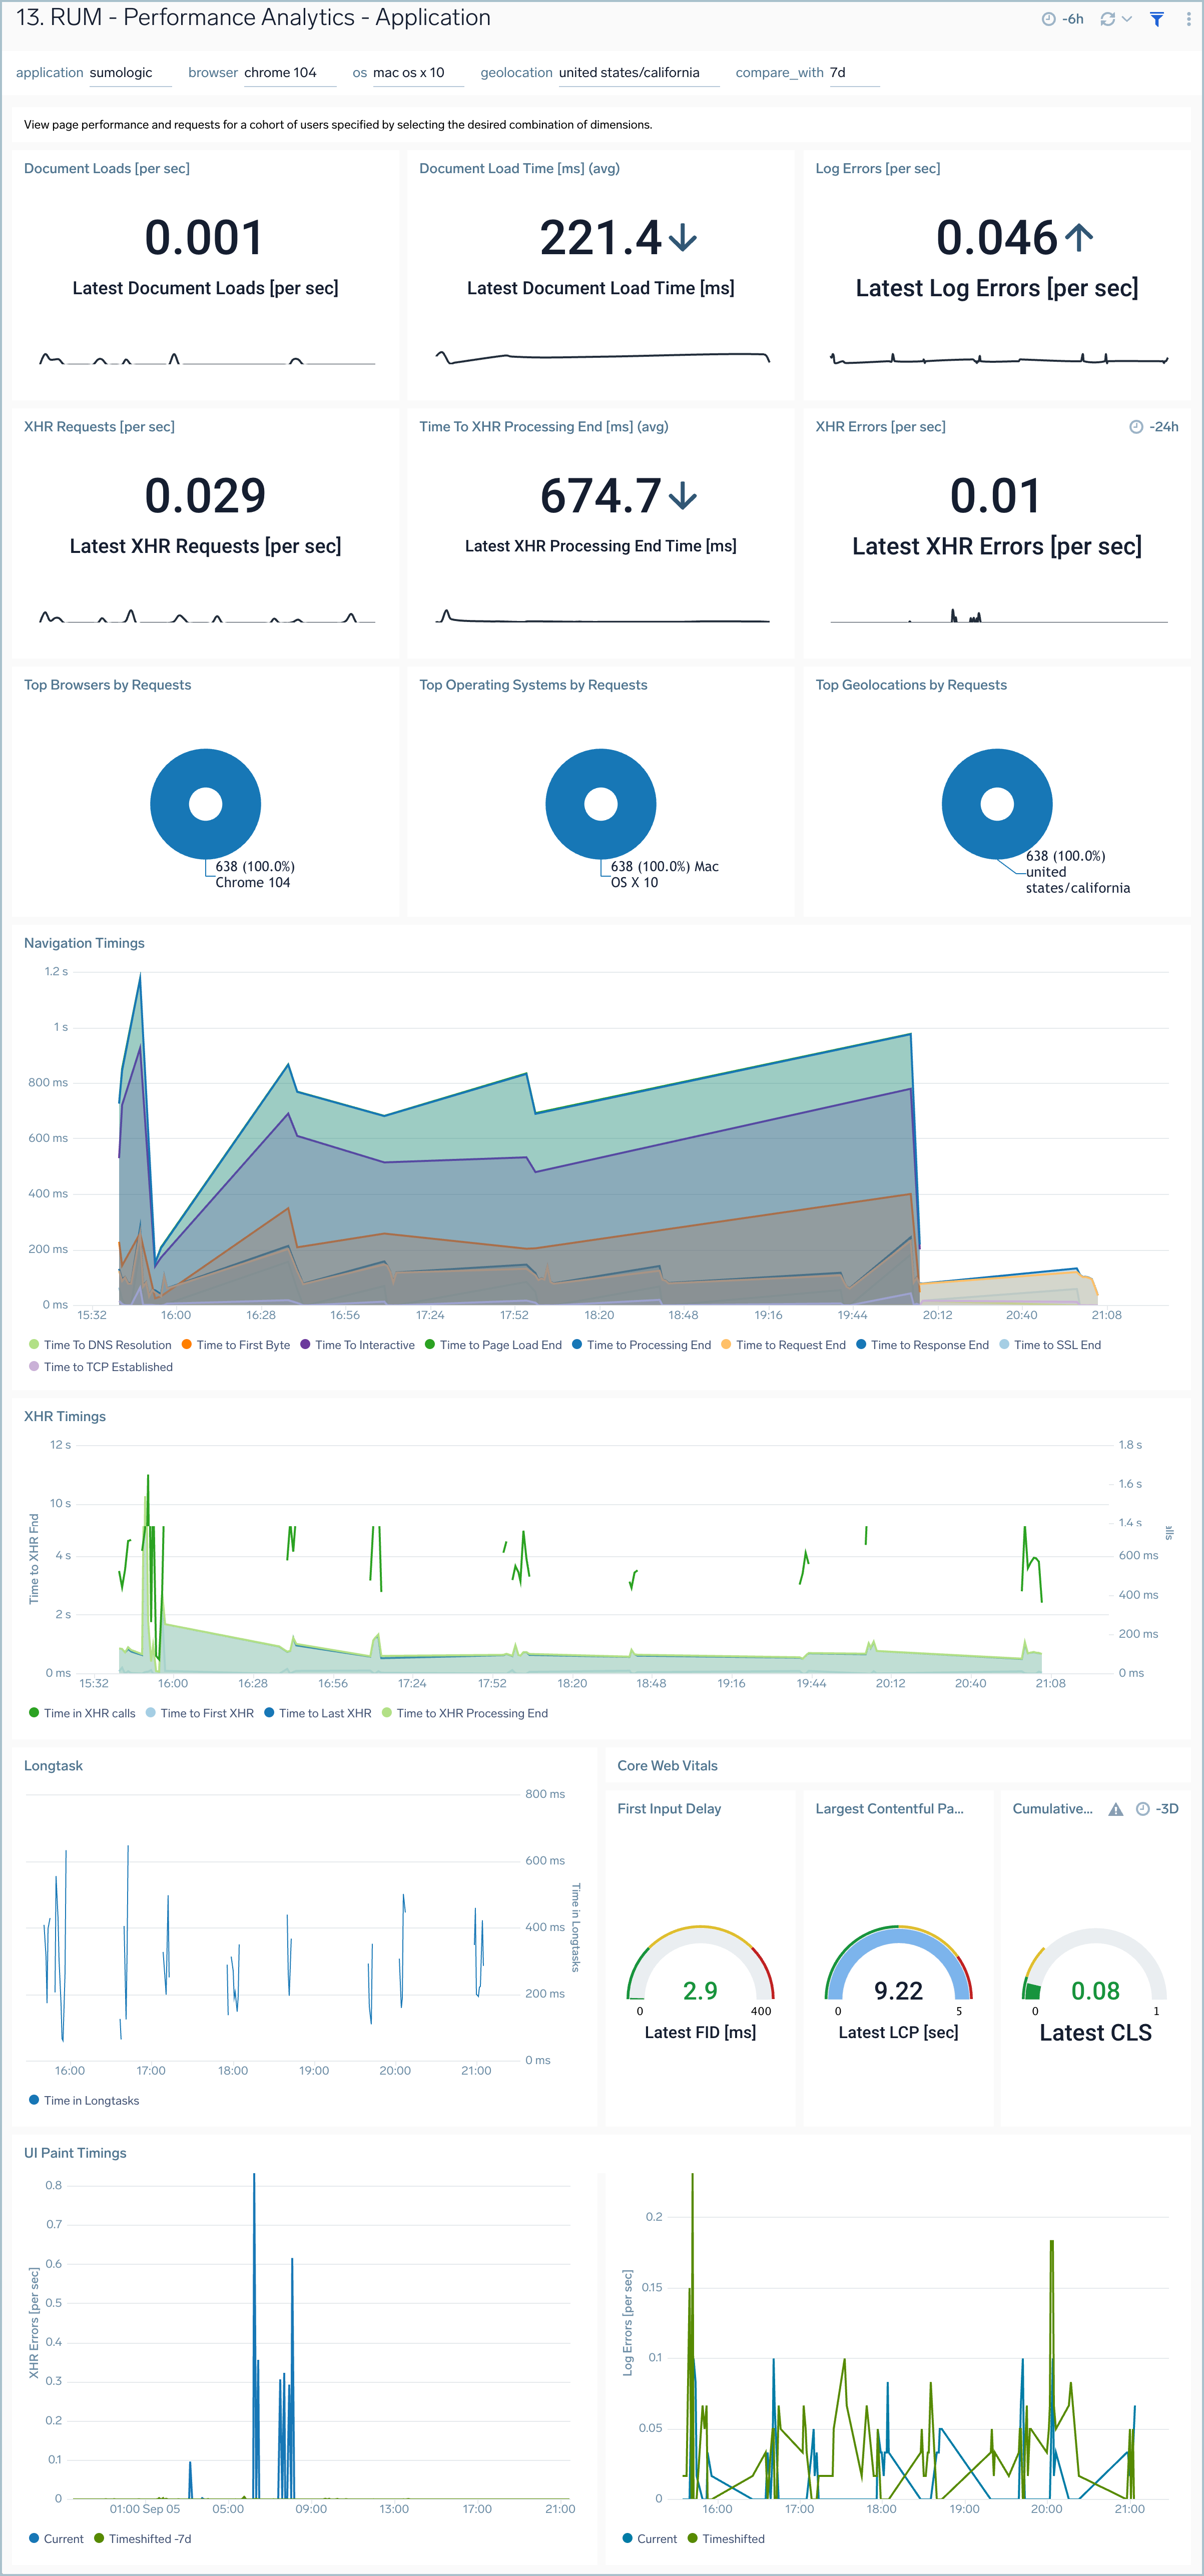 13. RUM - Performance Analytics - Application
-6h
application sumologic browser chrome 104 os mac os x 10 geolocation united states/california compare_with 7d
View page performance and requests for a cohort of users specified by selecting the desired combination of dimensions.
Document Loads [per sec]
0.001
Latest Document Loads [per sec]
Document Load Time [ms] (avg)
221.4
Latest Document Load Time [ms]
Log Errors [per sec]
0.046
Latest Log Errors [per sec]
XHR Requests [per sec]
0.029
Latest XHR Requests [per sec]
Time To XHR Processing End [ms] (avg)
674.7
Latest XHR Processing End Time [ms]
XHR Errors [per sec]
-24h
0.01
Latest XHR Errors [per sec]
Top Browsers by Requests
638 (100.0%)
Chrome 104
Top Operating Systems by Requests
638 (100.0%) Mac
OS X 10
Top Geolocations by Requests
638 (100.0%)
united
states/california
Navigation Timings
1.2 s
1 s
800 ms
600 ms
400 ms
200 ms
0 ms
15:32 16:00 16:28 16:56 17:24 17:52 18:20 18:48 19:16 19:44 20:12 20:40 21:08
Time To DNS Resolution Time to First Byte Time To Interactive Time to Page Load End Time to Processing End Time to Request End Time to Response End Time to SSL End
Time to TCP Established
XHR Timings
12 s
10 s
4 s
2 s
0 ms
Time to XHR End
1.8 s
1.6 s
1.4 s
600 ms
400 ms
200 ms
0 ms
15:32 16:00 16:28 16:56 17:24 17:52 18:20 18:48 19:16 19:44 20:12 20:40 21:08
Time in XHR calls Time to First XHR Time to Last XHR Time to XHR Processing End
Longtask
800 ms
600 ms
400 ms
200 ms
0 ms
Time in Longtasks
16:00 17:00 18:00 19:00 20:00 21:00
Time in Longtasks
Core Web Vitals
First Input Delay
2.9
0 400
Latest FID [ms]
Largest Contentful Pa...
9.22
0 5
Latest LCP [sec]
Cumulative...
-3D
0.08
0 1
Latest CLS
UI Paint Timings
0.8
0.7
0.6
0.5
0.4
0.3
0.2
0.1
0
XHR Errors [per sec]
01:00 Sep 05 05:00 09:00 13:00 17:00 21:00
Current Timeshifted -7d
0.2
0.15
0.1
0.05
0
Log Errors [per sec]
16:00 17:00 18:00 19:00 20:00 21:00
Current Timeshifted